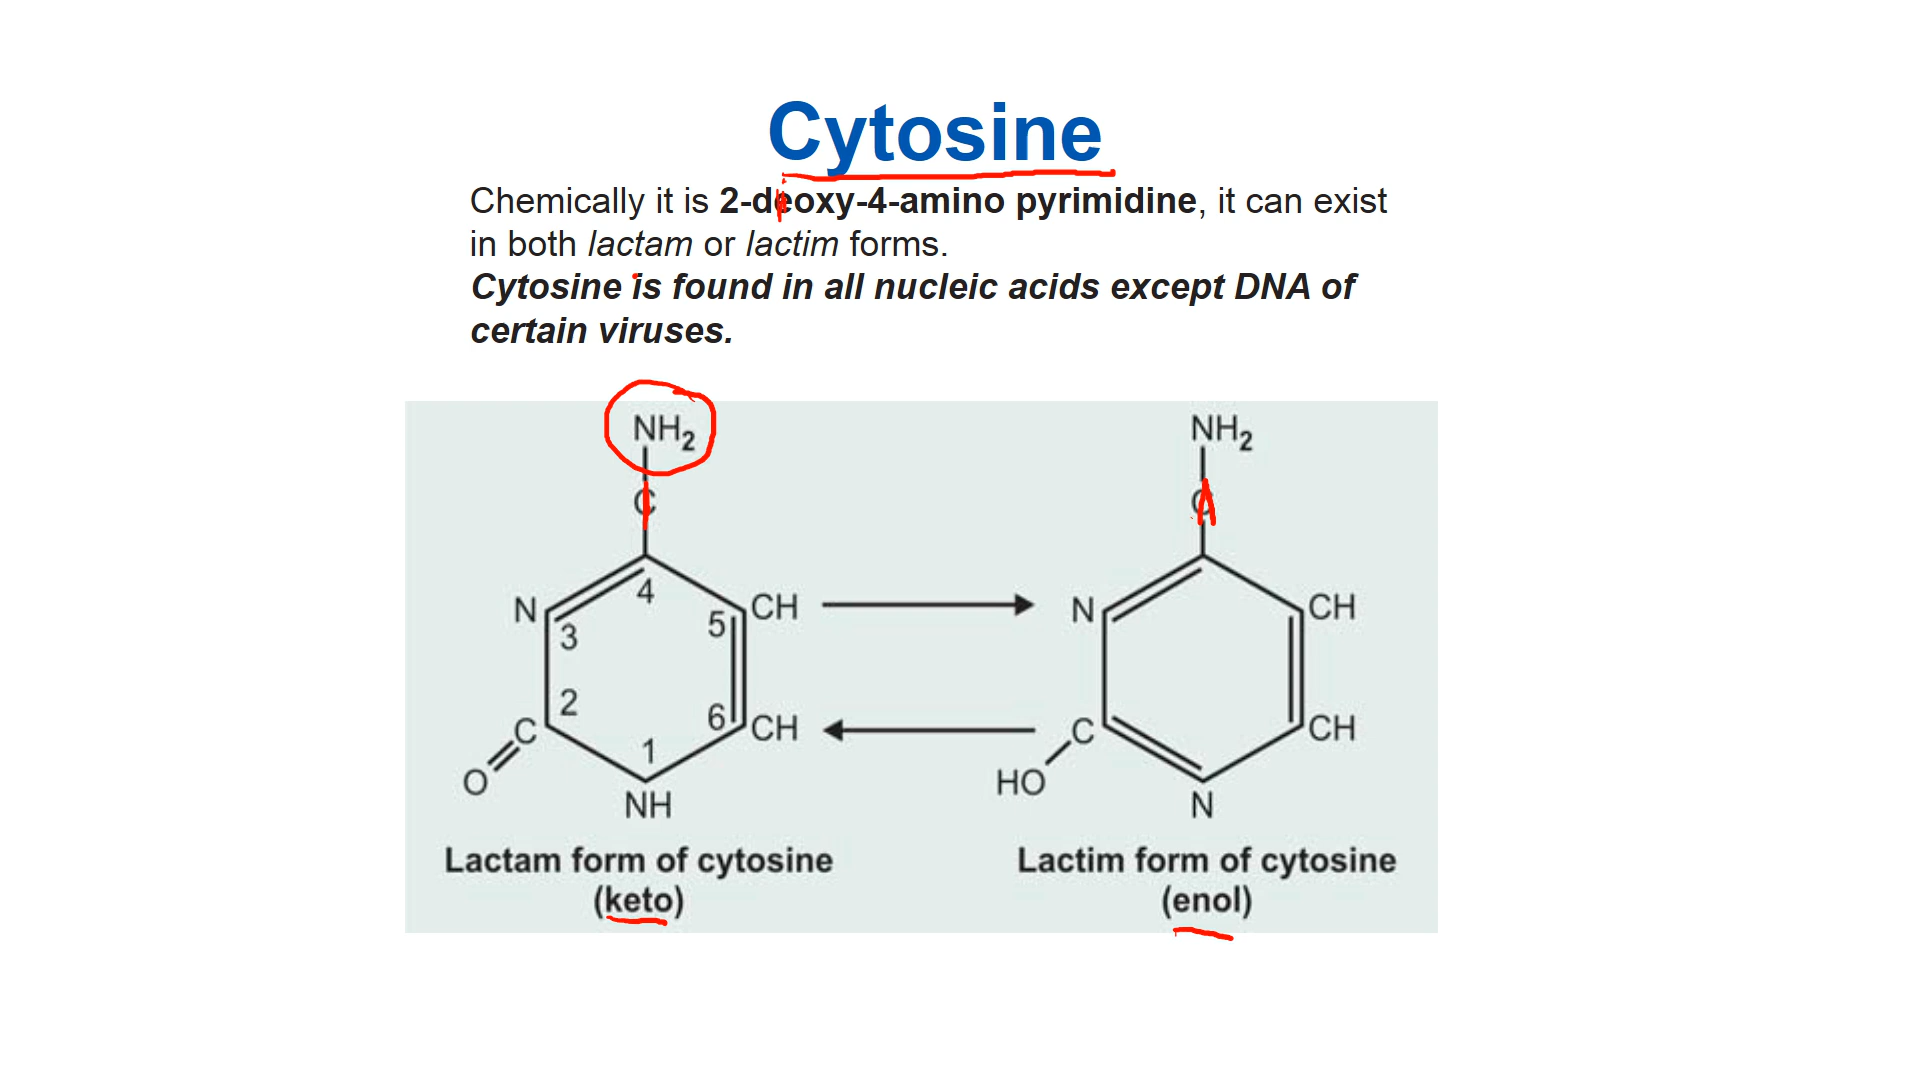 Cytosine
Chemically it is 2-deoxy-4-amino pyrimidine, it can exist
in both lactam or lactim forms.
Cytosine is found in all nucleic acids except DNA of
certain viruses.
NH2
C
N
3
4
5
CH
2
C
O
1
NH
6
CH
Lactam form of cytosine
(keto)
NH2
C
N
CH
C
HO
N
CH
Lactim form of cytosine
(enol)